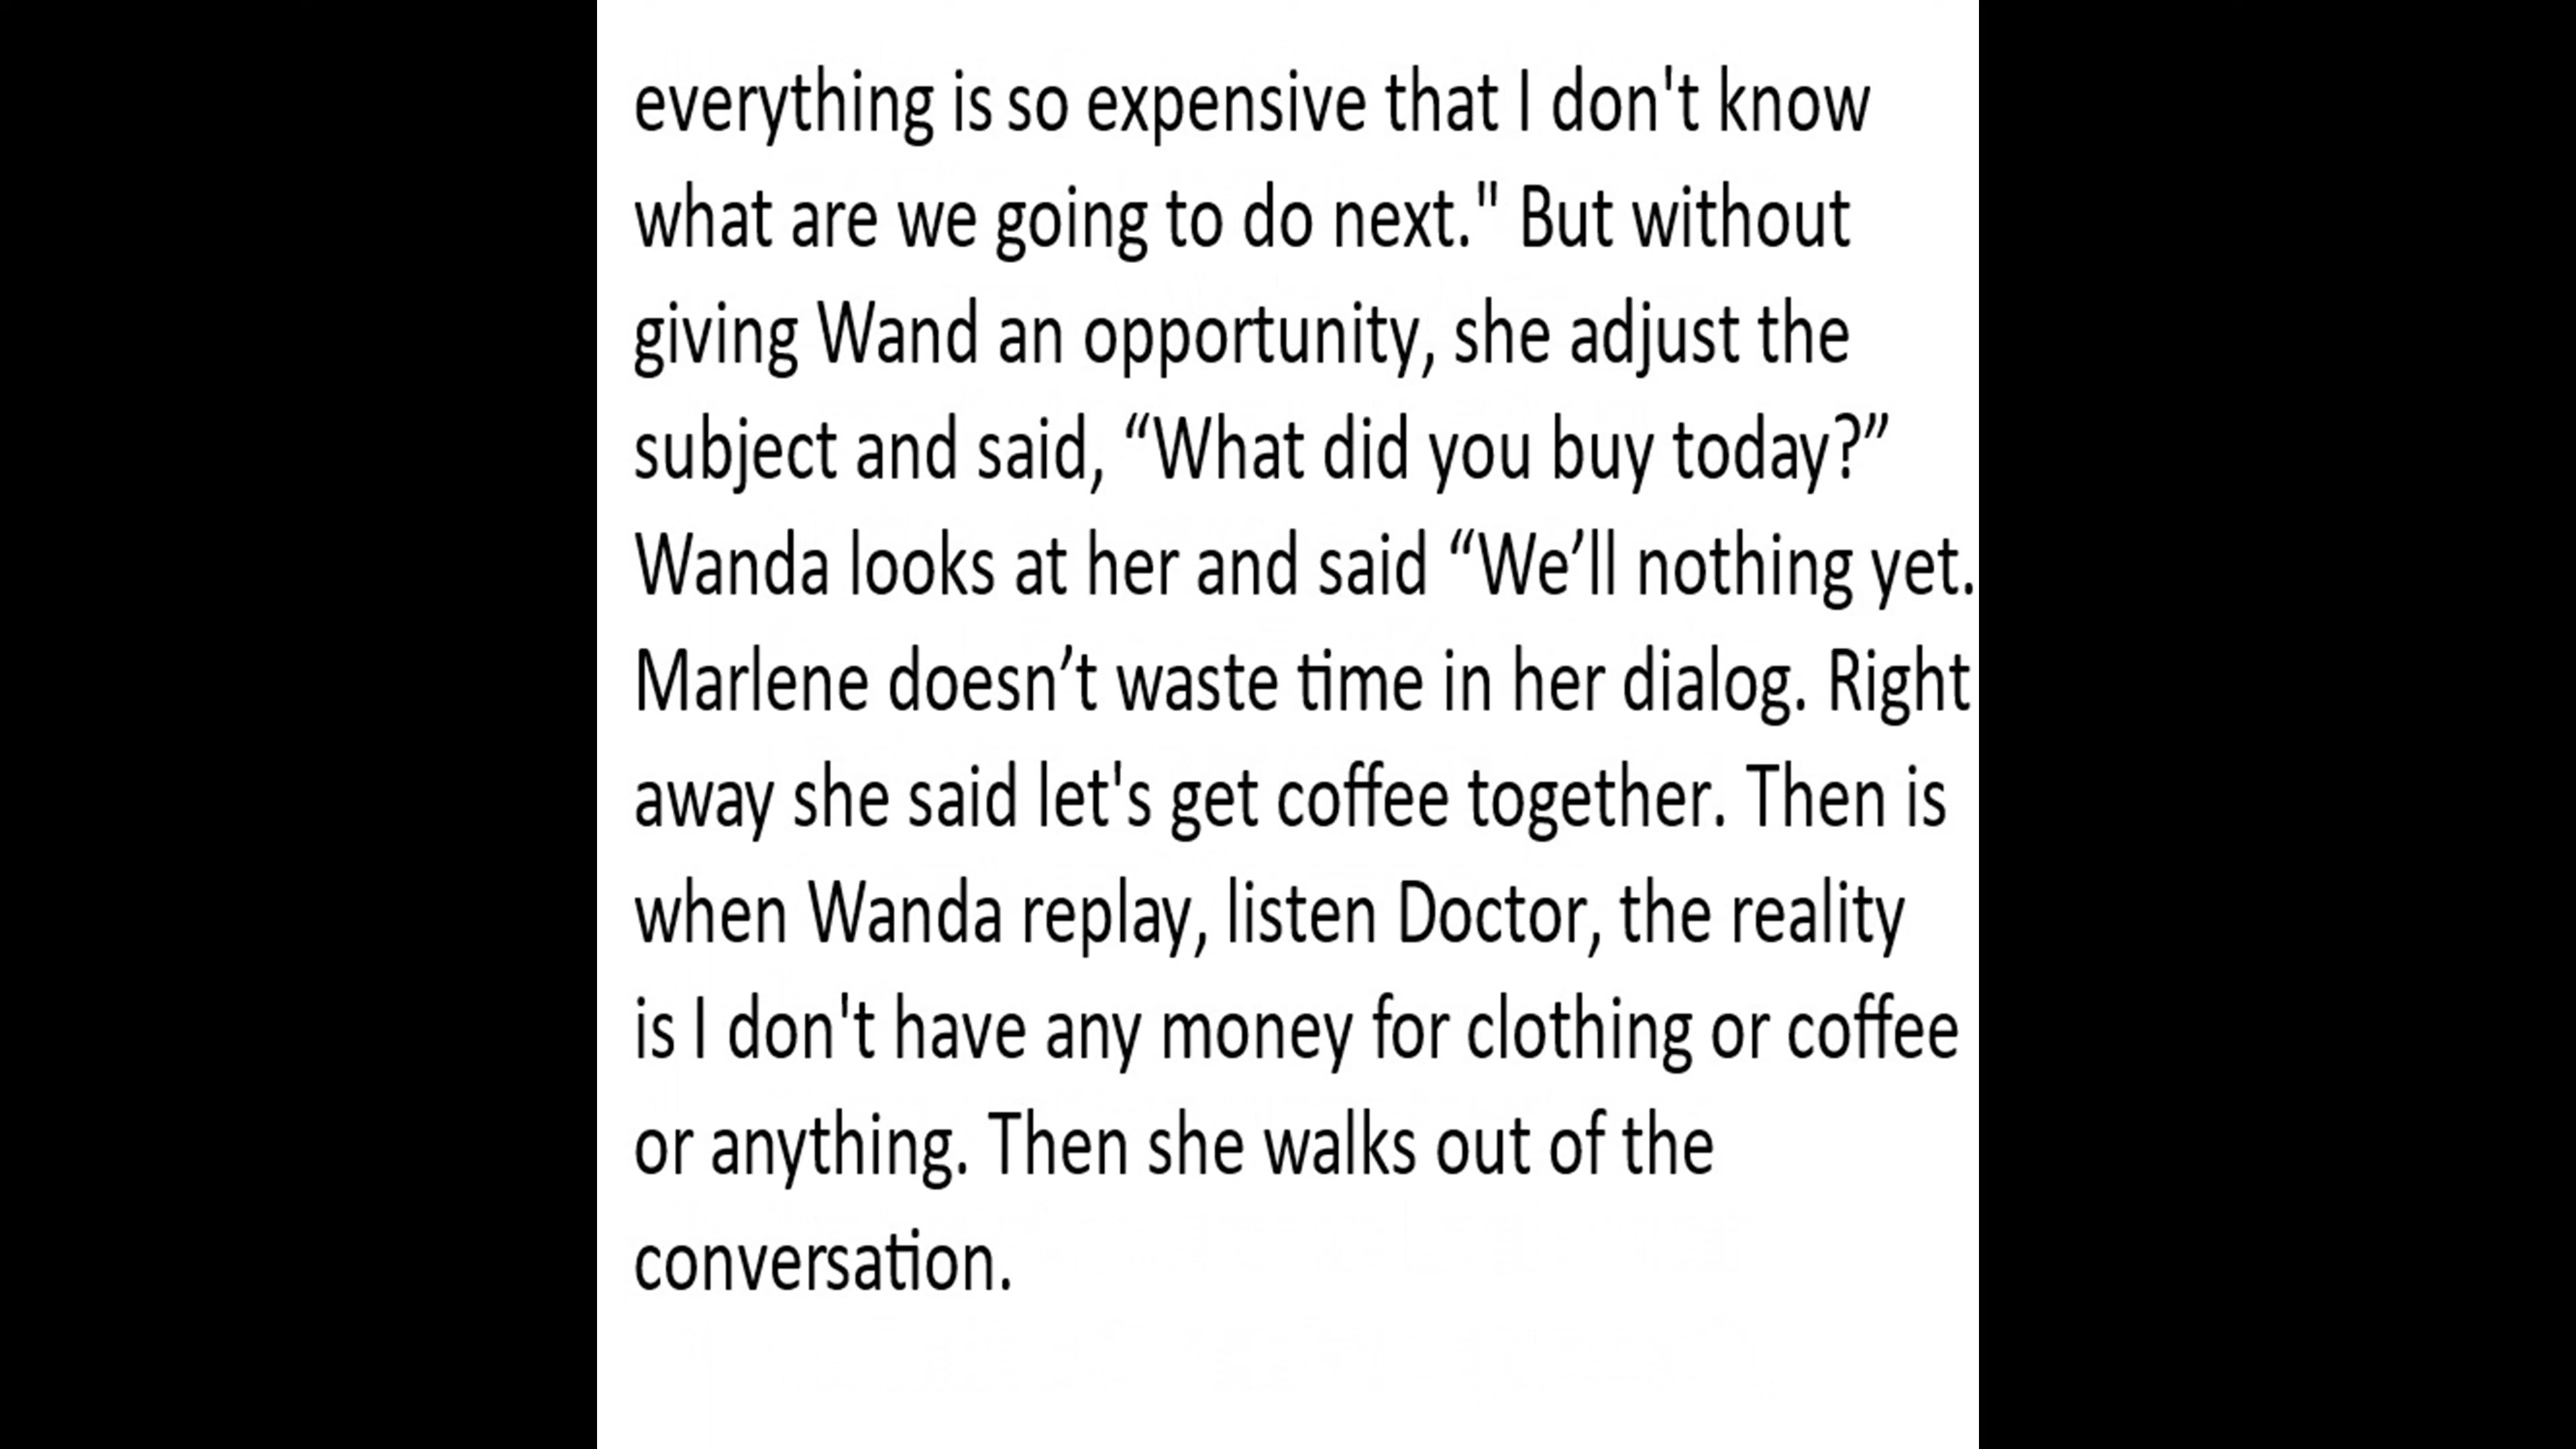 everything is so expensive that I don't know
what are we going to do next." But without
giving Wand an opportunity, she adjust the
subject and said, “What did you buy today?”
Wanda looks at her and said “We’ll nothing yet.
Marlene doesn’t waste time in her dialog. Right
away she said let's get coffee together. Then is
when Wanda replay, listen Doctor, the reality
is I don't have any money for clothing or coffee
or anything. Then she walks out of the
conversation.